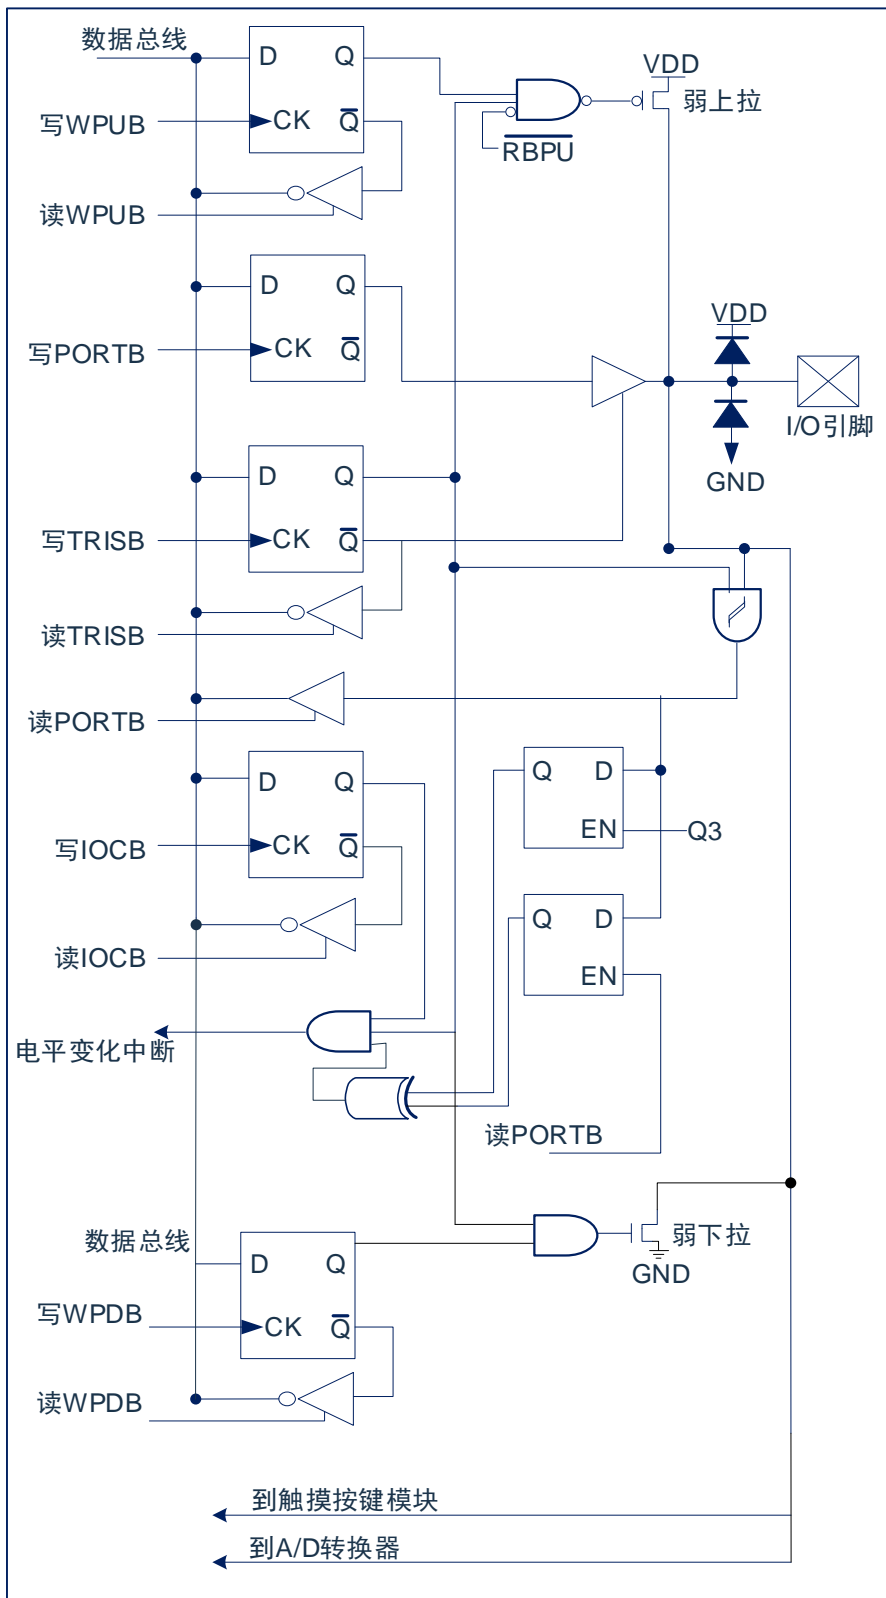 数据总线
D
Q
VDD
弱上拉
写WPUB
CK
Q̅
R̅B̅P̅U̅
读WPUB
D
Q
写PORTB
CK
Q̅
VDD
I/O引脚
GND
D
Q
写TRISB
CK
Q̅
读TRISB
读PORTB
D
Q
Q
D
EN
Q3
写IOCB
CK
Q̅
Q
D
EN
读IOCB
电平变化中断
读PORTB
数据总线
D
Q
弱下拉
GND
写WPDB
CK
Q̅
读WPDB
到触摸按键模块
到A/D转换器